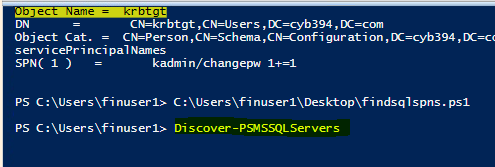 Object Name = krbtgt
DN = CN=krbtgt,CN=Users,DC=cyb394,DC=com
Object Cat. = CN=Person,CN=Schema,CN=Configuration,DC=cyb394,DC=co
servicePrincipalNames
SPN( 1 ) = kadmin/changepw 1+=1
PS C:\Users\finuser1> C:\Users\finuser1\Desktop\findsqlspns.ps1
PS C:\Users\finuser1> Discover-PSMSSQLServers